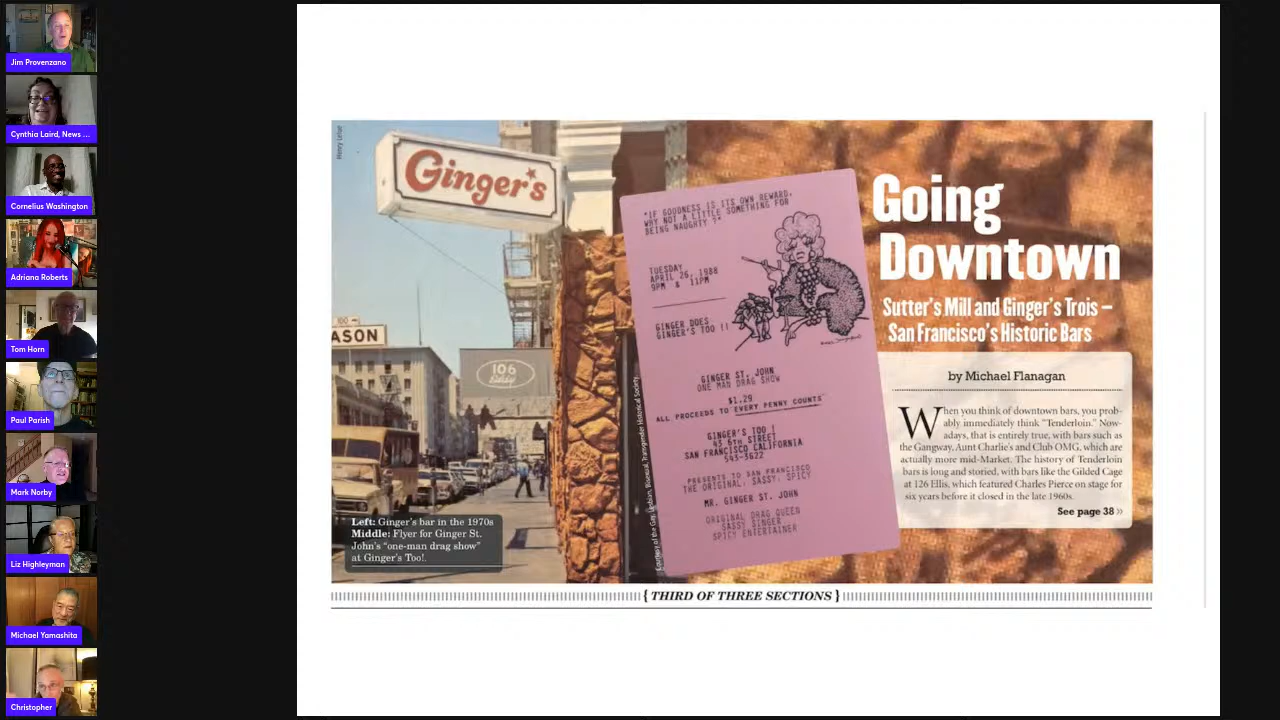 Jim Provenzano
Cynthia Laird, News ...
Cornelius Washington
Adriana Roberts
Tom Horn
Paul Parish
Mark Norby
Liz Highleyman
Michael Yamashita
Christopher
Ginger's
100
ASON
106
"IF GOODNESS IS ITS OWN REWARD,
WHY NOT A LITTLE SOMETHING FOR
BEING NAUGHTY ?"
TUESDAY
APRIL 26, 1988
9PM & 11PM
GINGER DOES
GINGER'S TOO !!
GINGER ST. JOHN
ONE MAN DRAG SHOW
$1.29
ALL PROCEEDS TO EVERY PENNY COUNTS
GINGER'S TOO !
43 6TH STREET
SAN FRANCISCO CALIFORNIA
543-3622
PRESENTS TO SAN FRANCISCO
THE ORIGINAL, SASSY, SPICY
MR. GINGER ST. JOHN
ORIGINAL DRAG QUEEN
SASSY SINGER
SPICY ENTERTAINER
Courtesy of the Gay, Lesbian, Bisexual, Transgender Historical Society
Left: Ginger's bar in the 1970s
Middle: Flyer for Ginger St.
John's "one-man drag show"
at Ginger's Too!.
Going
Downtown
Sutter's Mill and Ginger's Trois –
San Francisco's Historic Bars
by Michael Flanagan
When you think of downtown bars, you prob-
ably immediately think "Tenderloin." Now-
adays, that is entirely true, with bars such as
the Gangway, Aunt Charlie's and Club OMG, which are
actually more mid-Market. The history of Tenderloin
bars is long and storied, with bars like the Gilded Cage
at 126 Ellis, which featured Charles Pierce on stage for
six years before it closed in the late 1960s.
See page 38 »
{ THIRD OF THREE SECTIONS }